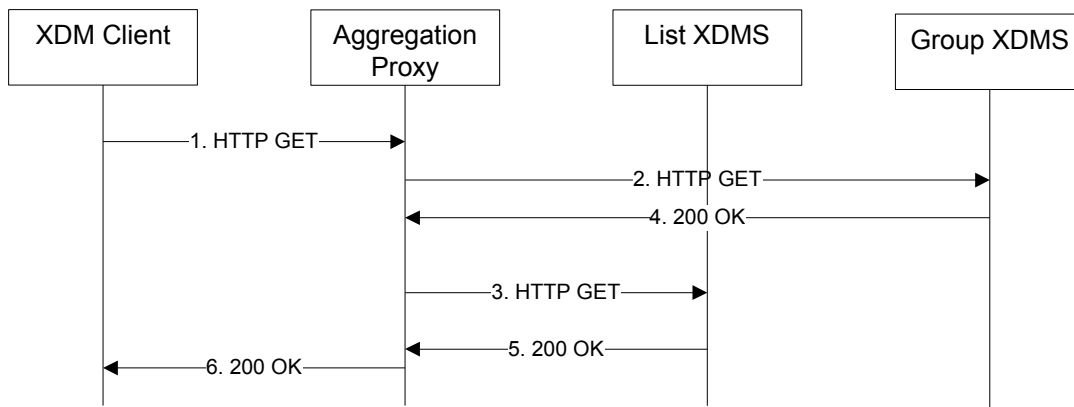 XDM Client
Aggregation
Proxy
List XDMS
Group XDMS
1. HTTP GET
2. HTTP GET
4. 200 OK
3. HTTP GET
5. 200 OK
6. 200 OK